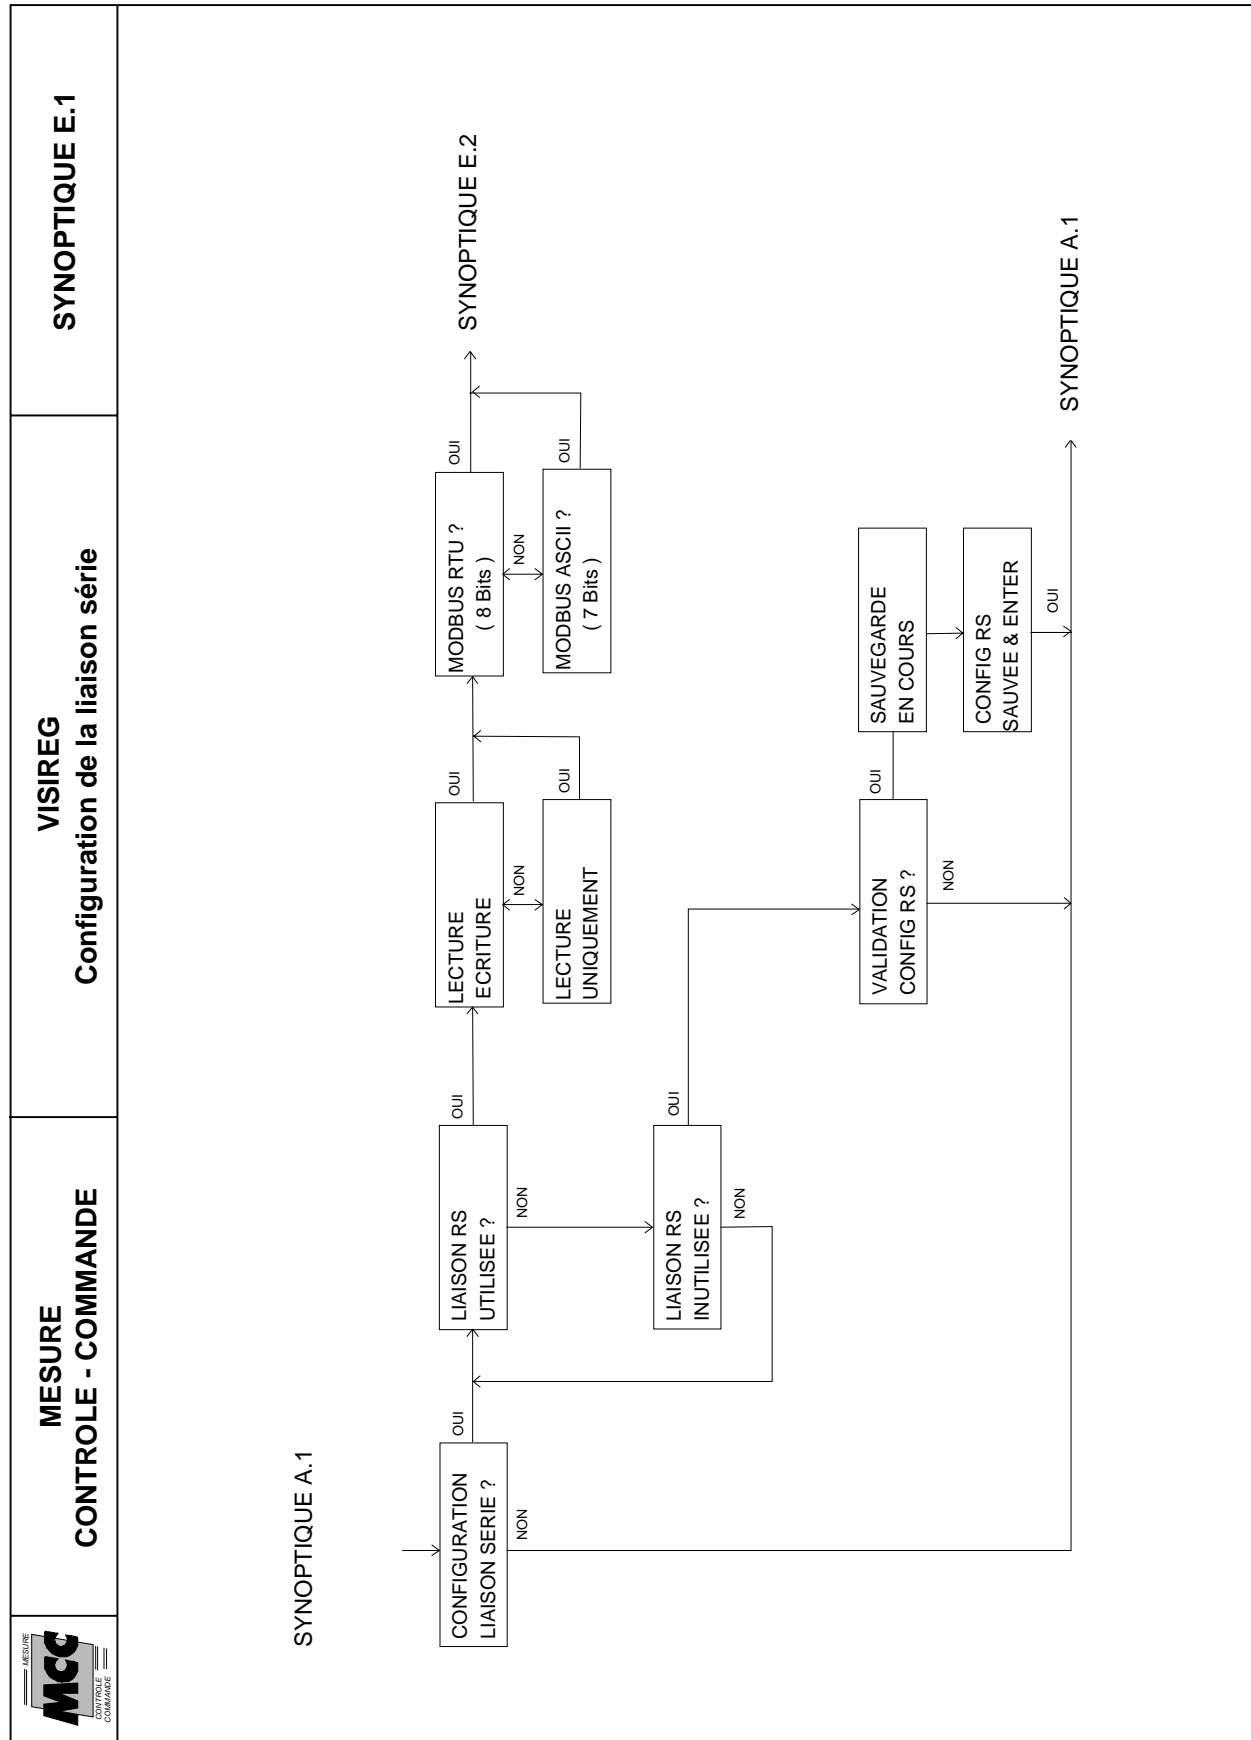 MESURE
MCC
CONTROLE
COMMANDE
MESURE
CONTROLE - COMMANDE
VISIREG
Configuration de la liaison série
SYNOPTIQUE E.1
SYNOPTIQUE A.1
CONFIGURATION
LIAISON SERIE ?
OUI
NON
LIAISON RS
UTILISEE ?
OUI
NON
LECTURE
ECRITURE
OUI
NON
LECTURE
UNIQUEMENT
OUI
MODBUS RTU ?
( 8 Bits )
OUI
NON
MODBUS ASCII ?
( 7 Bits )
OUI
SYNOPTIQUE E.2
LIAISON RS
INUTILISEE ?
OUI
NON
VALIDATION
CONFIG RS ?
OUI
NON
SAUVEGARDE
EN COURS
CONFIG RS
SAUVEE & ENTER
OUI
SYNOPTIQUE A.1